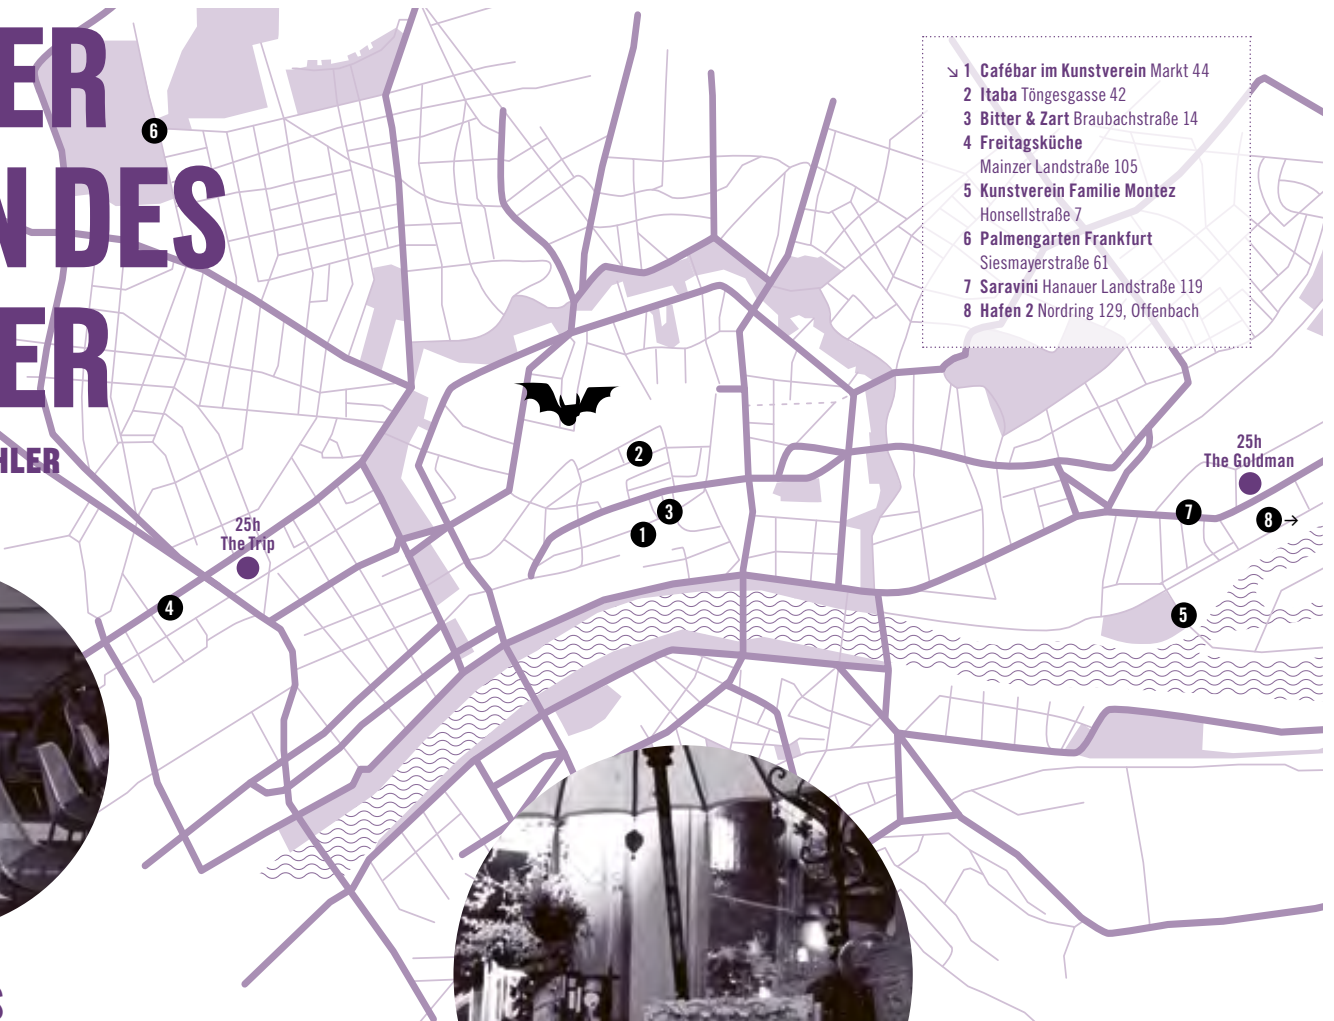 ER
N DES
ER
HLER
↘ 1 Cafébar im Kunstverein Markt 44
2 Itaba Töngesgasse 42
3 Bitter & Zart Braubachstraße 14
4 Freitagsküche
Mainzer Landstraße 105
5 Kunstverein Familie Montez
Honsellstraße 7
6 Palmengarten Frankfurt
Siesmayerstraße 61
7 Saravini Hanauer Landstraße 119
8 Hafen 2 Nordring 129, Offenbach
6
2
3
1
25h
The Goldman
7
8 →
25h
The Trip
4
5
S